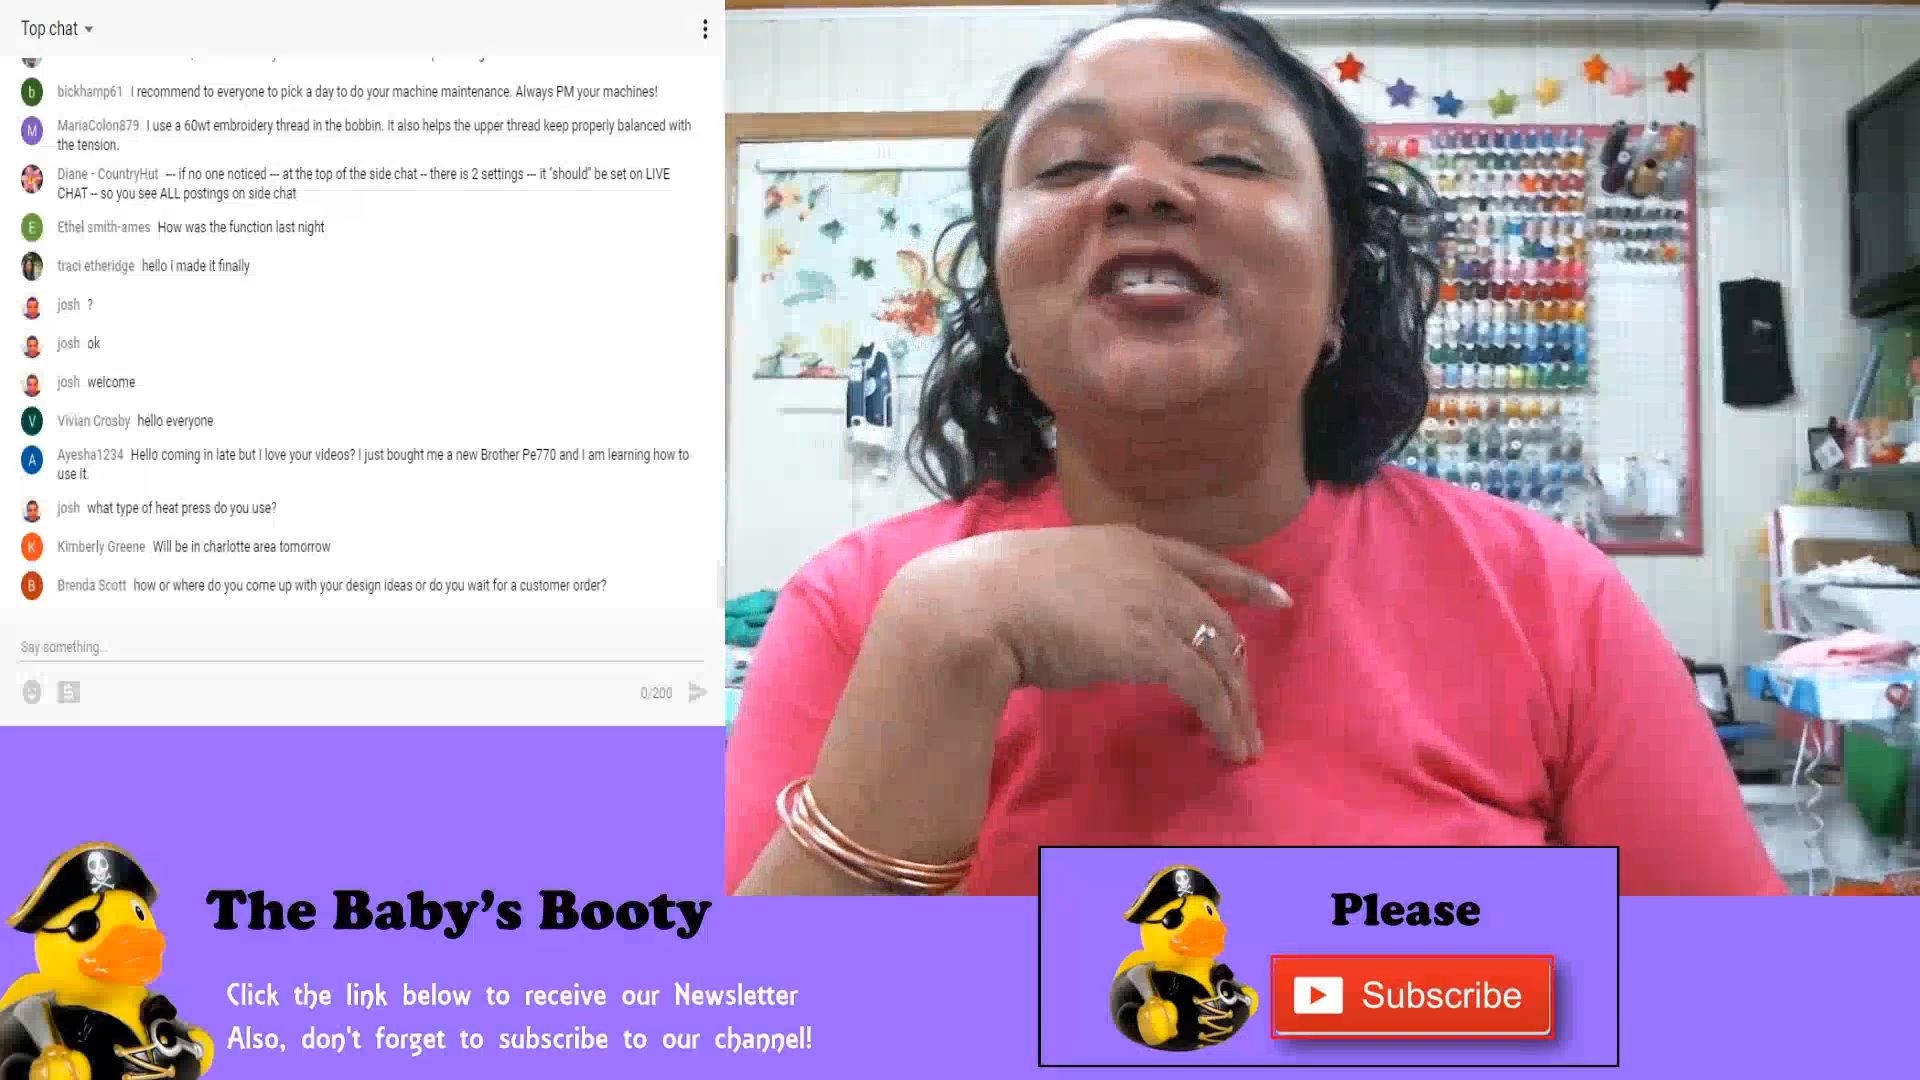 Top chat
b bickhamp61 I recommend to everyone to pick a day to do your machine maintenance. Always PM your machines!
M MariaColon879 I use a 60wt embroidery thread in the bobbin. It also helps the upper thread keep properly balanced with
the tension.
Diane - CountryHut --- if no one noticed --- at the top of the side chat -- there is 2 settings --- it "should" be set on LIVE
CHAT -- so you see ALL postings on side chat
E Ethel smith-ames How was the function last night
traci etheridge hello i made it finally
josh ?
josh ok
josh welcome
V Vivian Crosby hello everyone
A Ayesha1234 Hello coming in late but I love your videos? I just bought me a new Brother Pe770 and I am learning how to
use it.
josh what type of heat press do you use?
K Kimberly Greene Will be in charlotte area tomorrow
B Brenda Scott how or where do you come up with your design ideas or do you wait for a customer order?
Say something...
0/200
The Baby's Booty
Click the link below to receive our Newsletter
Also, don't forget to subscribe to our channel!
Please
Subscribe